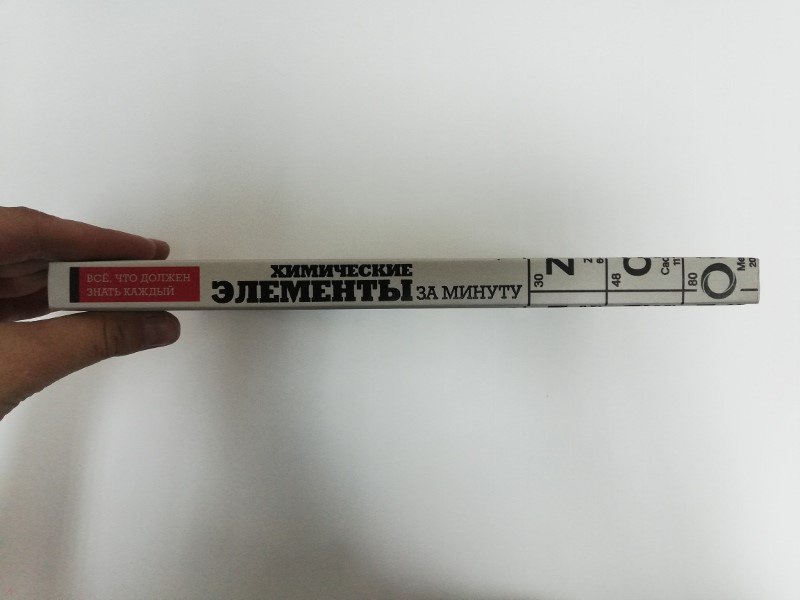 ВСЁ, ЧТО ДОЛЖЕН
ЗНАТЬ КАЖДЫЙ
ХИМИЧЕСКИЕ
ЭЛЕМЕНТЫ ЗА МИНУТУ
30
Z
48
80